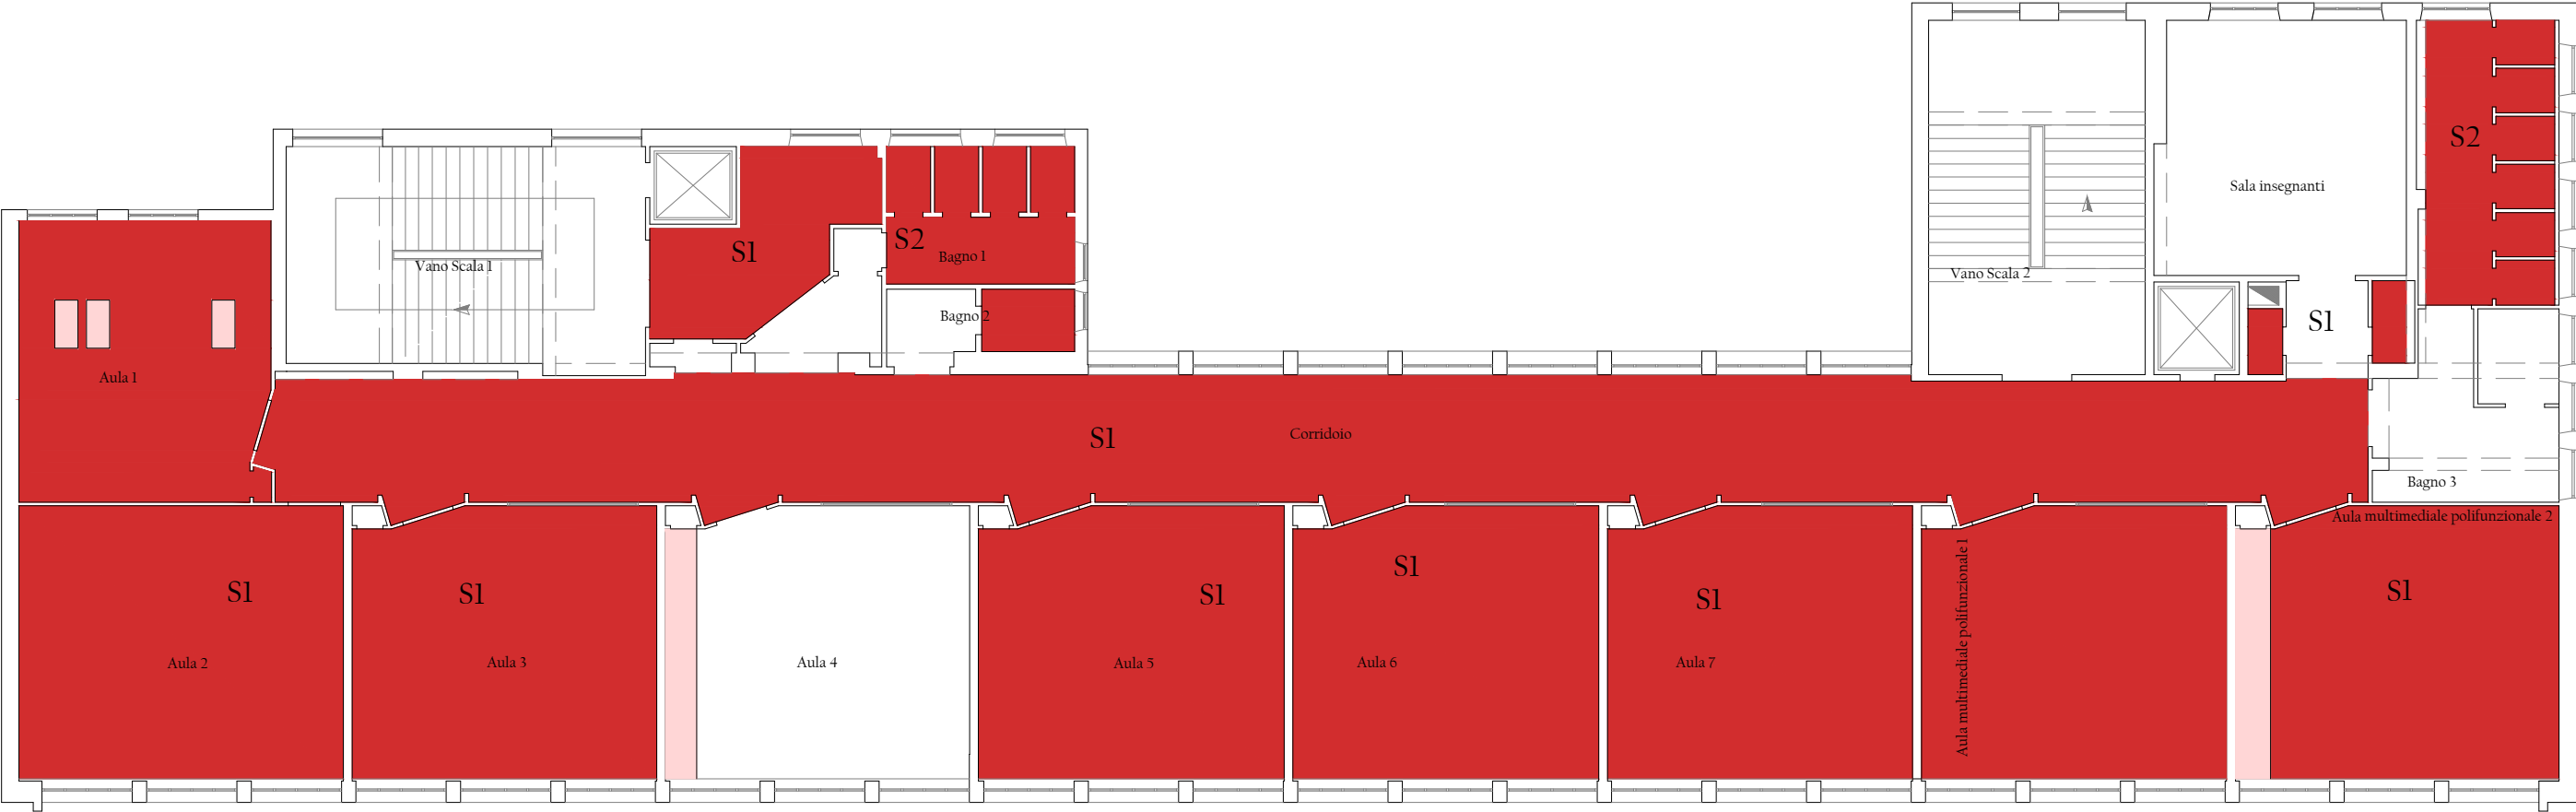 S2
Sala insegnanti
S2
S1
Bagno 1
Vano Scala 1
Vano Scala 2
Bagno 2
S1
Aula 1
S1
Corridoio
Bagno 3
Aula multimediale polifunzionale 2
S1
S1
S1
S1
S1
S1
Aula multimediale polifunzionale 1
Aula 2
Aula 3
Aula 4
Aula 5
Aula 6
Aula 7